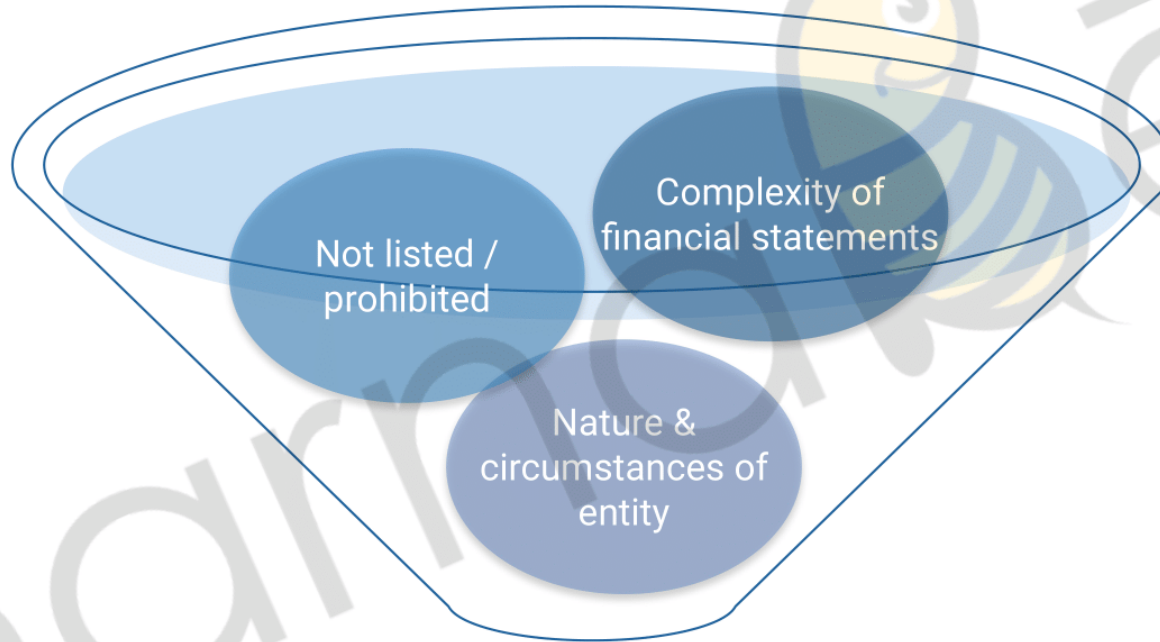 Complexity of
financial statements
Not listed /
prohibited
Nature &
circumstances of
entity